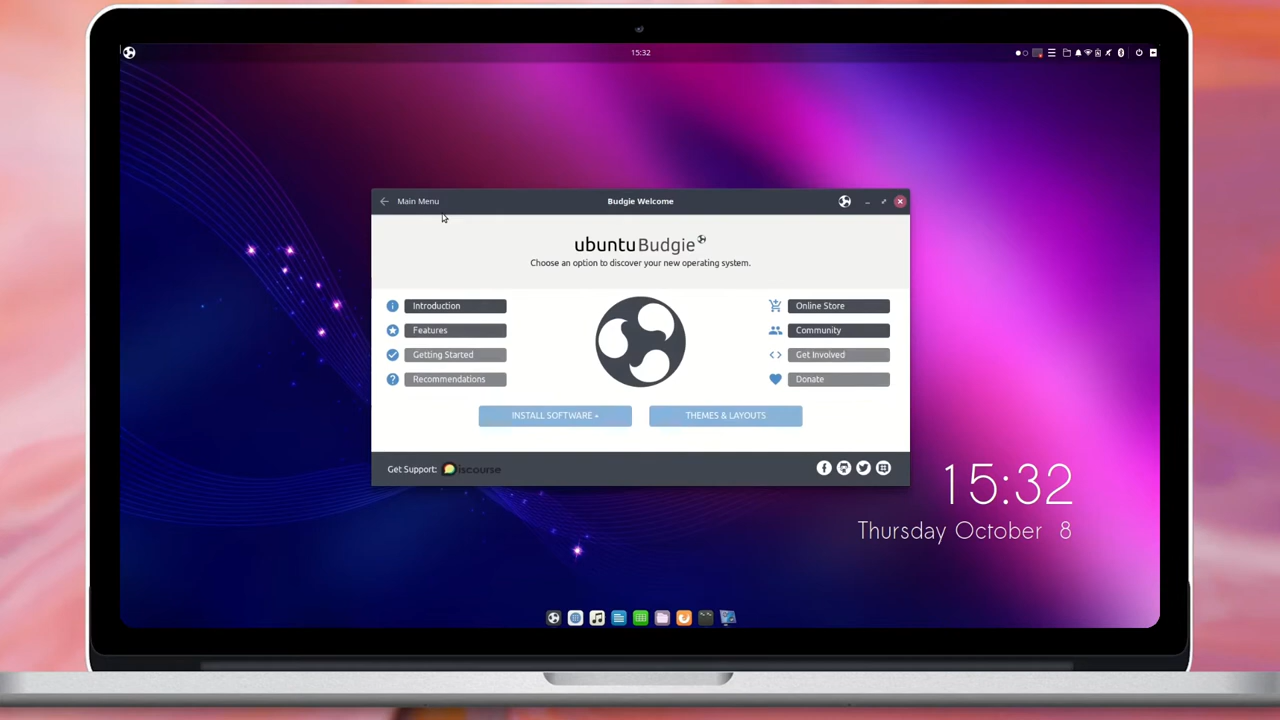 15:32
Main Menu
Budgie Welcome
ubuntuBudgie
Choose an option to discover your new operating system.
Introduction
Online Store
Features
Community
Getting Started
Get Involved
Recommendations
Donate
INSTALL SOFTWARE
THEMES & LAYOUTS
Get Support: Discourse
15:32
Thursday October 8